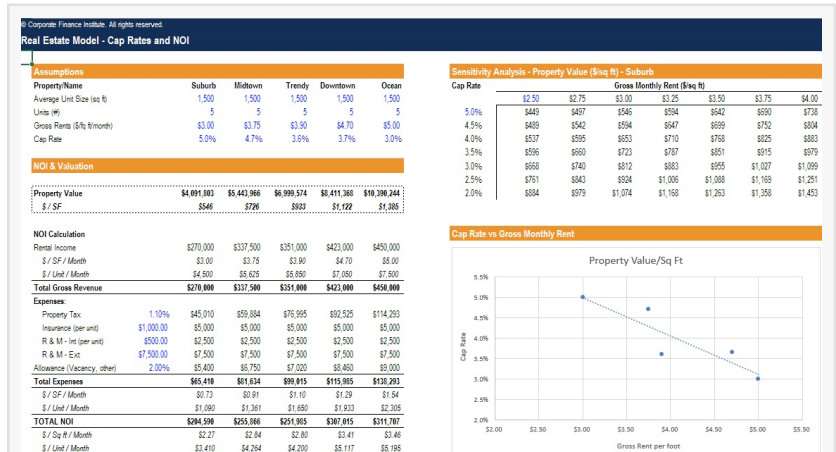 © Corporate Finance Institute. All rights reserved.
Real Estate Model - Cap Rates and NOI
Assumptions
Property/Name Suburb Midtown Trendy Downtown Ocean
Average Unit Size (sq ft) 1,500 1,500 1,500 1,500 1,500
Units (#) 5 5 5 5 5
Gross Rents ($/fq ft/month) $3.00 $3.75 $3.90 $4.70 $5.00
Cap Rate 5.0% 4.7% 3.6% 3.7% 3.0%
NOI & Valuation
Property Value $4,091,803 $5,443,966 $6,999,574 $8,411,368 $10,390,244
$ / SF $546 $726 $933 $1,122 $1,385
NOI Calculation
Rental Income $270,000 $337,500 $351,000 $423,000 $450,000
$ / SF / Month $3.00 $3.75 $3.90 $4.70 $5.00
$ / Unit / Month $4,500 $5,625 $5,850 $7,050 $7,500
Total Gross Revenue $270,000 $337,500 $351,000 $423,000 $450,000
Expenses:
Property Tax 1.10% $45,010 $59,884 $76,995 $92,525 $114,293
Insurance (per unit) $1,000.00 $5,000 $5,000 $5,000 $5,000 $5,000
R & M - Int (per unit) $500.00 $2,500 $2,500 $2,500 $2,500 $2,500
R & M - Ext $7,500.00 $7,500 $7,500 $7,500 $7,500 $7,500
Allowance (Vacancy, other) 2.00% $5,400 $6,750 $7,020 $8,460 $9,000
Total Expenses $65,410 $81,634 $99,015 $115,985 $138,293
$ / SF / Month $0.73 $0.91 $1.10 $1.29 $1.54
$ / Unit / Month $1,090 $1,361 $1,650 $1,933 $2,305
TOTAL NOI $204,590 $255,866 $251,985 $307,015 $311,707
$ / Sq ft / Month $2.27 $2.84 $2.80 $3.41 $3.46
$ / Unit / Month $3,410 $4,264 $4,200 $5,117 $5,195
Sensitivity Analysis - Property Value ($/sq ft) - Suburb
Cap Rate Gross Monthly Rent ($/sq ft)
$2.50 $2.75 $3.00 $3.25 $3.50 $3.75 $4.00
5.0% $449 $497 $546 $594 $642 $690 $738
4.5% $489 $542 $594 $647 $699 $752 $804
4.0% $537 $595 $653 $710 $768 $825 $883
3.5% $596 $660 $723 $787 $851 $915 $979
3.0% $668 $740 $812 $883 $955 $1,027 $1,099
2.5% $761 $843 $924 $1,006 $1,088 $1,169 $1,251
2.0% $884 $979 $1,074 $1,168 $1,263 $1,358 $1,453
Cap Rate vs Gross Monthly Rent
Property Value/Sq Ft
5.5%
5.0%
4.5%
4.0%
3.5%
3.0%
2.5%
2.0%
Cap Rate
$2.00 $2.50 $3.00 $3.50 $4.00 $4.50 $5.00 $5.50
Gross Rent per foot